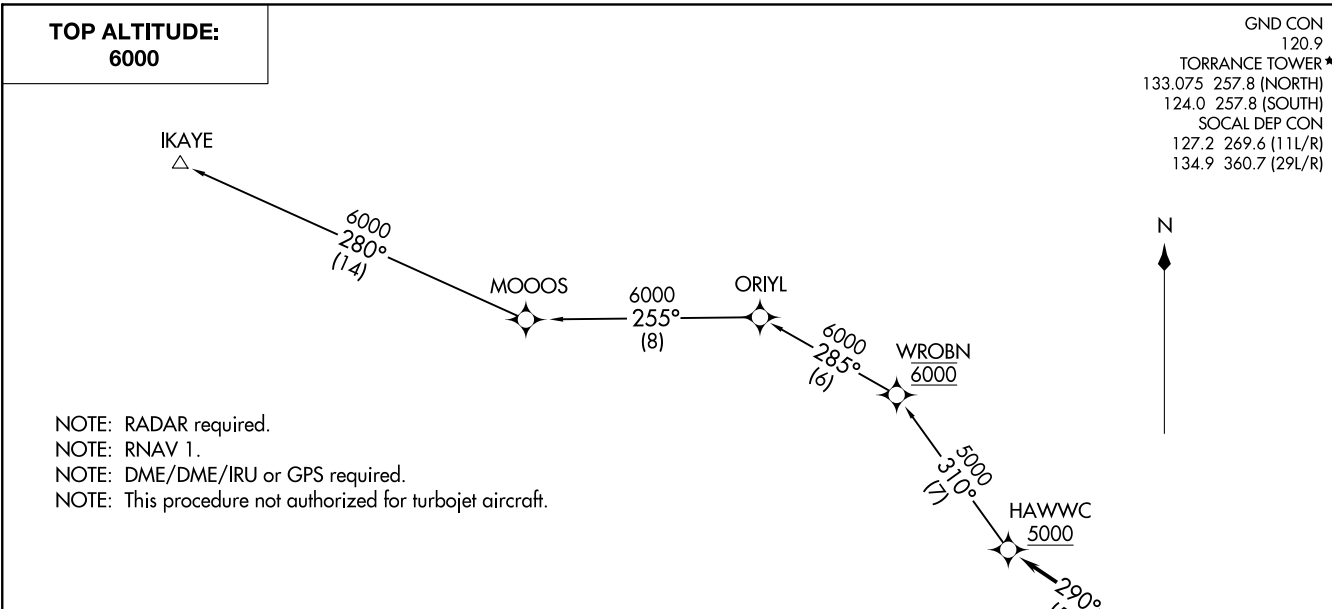 TOP ALTITUDE:
6000
GND CON
120.9
TORRANCE TOWER★
133.075 257.8 (NORTH)
124.0 257.8 (SOUTH)
SOCAL DEP CON
127.2 269.6 (11L/R)
134.9 360.7 (29L/R)
IKAYE
6000
280°
(14)
MOOOS
6000
255°
(8)
ORIYL
6000
285°
(6)
WROBN
6000
5000
310°
(7)
HAWWC
5000
290°
N
NOTE: RADAR required.
NOTE: RNAV 1.
NOTE: DME/DME/IRU or GPS required.
NOTE: This procedure not authorized for turbojet aircraft.